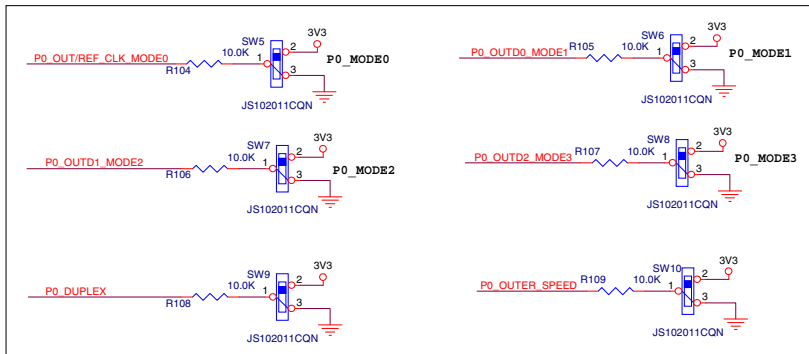 SW5
3V3
P0_OUT/REF_CLK_MODE0
10.0K
1
2
3
P0_MODE0
R104
JS102011CQN
SW6
3V3
P0_OUTD0_MODE1
R105
10.0K
1
2
3
P0_MODE1
JS102011CQN
SW7
3V3
P0_OUTD1_MODE2
10.0K
1
2
3
P0_MODE2
R106
JS102011CQN
SW8
3V3
P0_OUTD2_MODE3
R107
10.0K
1
2
3
P0_MODE3
JS102011CQN
SW9
3V3
P0_DUPLEX
10.0K
1
2
3
R108
JS102011CQN
SW10
3V3
P0_OUTER_SPEED
R109
10.0K
1
2
3
JS102011CQN